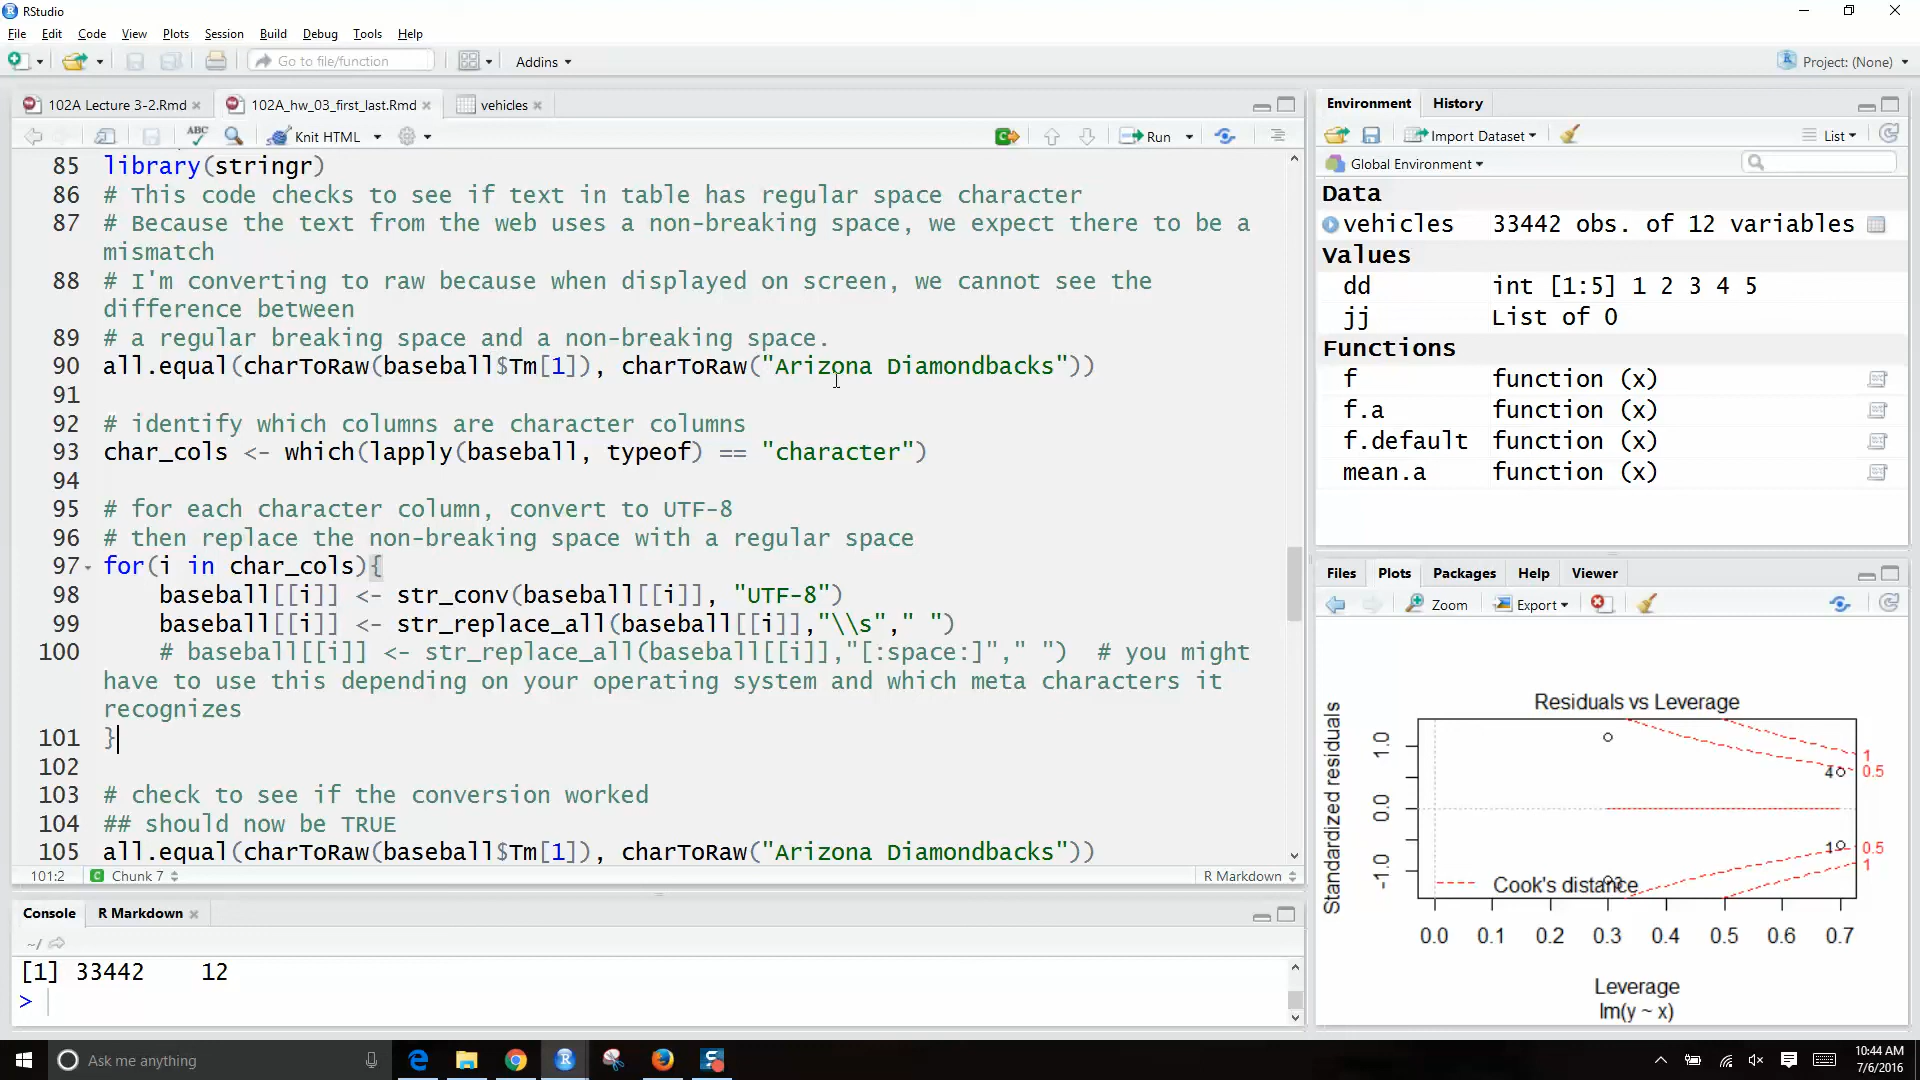 RStudio
File Edit Code View Plots Session Build Debug Tools Help
Go to file/function
Addins
Project: (None)
102A Lecture 3-2.Rmd
102A_hw_03_first_last.Rmd
vehicles
ABC
Knit HTML
Run
85 library(stringr)
86 # This code checks to see if text in table has regular space character
87 # Because the text from the web uses a non-breaking space, we expect there to be a
mismatch
88 # I'm converting to raw because when displayed on screen, we cannot see the
difference between
89 # a regular breaking space and a non-breaking space.
90 all.equal(charToRaw(baseball$Tm[1]), charToRaw("Arizona Diamondbacks"))
91
92 # identify which columns are character columns
93 char_cols <- which(lapply(baseball, typeof) == "character")
94
95 # for each character column, convert to UTF-8
96 # then replace the non-breaking space with a regular space
97 for(i in char_cols){
98 baseball[[i]] <- str_conv(baseball[[i]], "UTF-8")
99 baseball[[i]] <- str_replace_all(baseball[[i]],"\\s"," ")
100 # baseball[[i]] <- str_replace_all(baseball[[i]],"[:space:]"," ")  # you might
have to use this depending on your operating system and which meta characters it
recognizes
101 }
102
103 # check to see if the conversion worked
104 ## should now be TRUE
105 all.equal(charToRaw(baseball$Tm[1]), charToRaw("Arizona Diamondbacks"))
101:2
Chunk 7
R Markdown
Console
R Markdown
~/
[1] 33442    12
>
Environment
History
Import Dataset
List
Global Environment
Data
vehicles 33442 obs. of 12 variables
Values
dd int [1:5] 1 2 3 4 5
jj List of 0
Functions
f function (x)
f.a function (x)
f.default function (x)
mean.a function (x)
Files Plots Packages Help Viewer
Zoom
Export
Residuals vs Leverage
Standardized residuals
1.0
0.0
-1.0
1
0.5
0.5
1
4
1
Cook's distance
0.0 0.1 0.2 0.3 0.4 0.5 0.6 0.7
Leverage
lm(y ~ x)
Ask me anything
10:44 AM
7/6/2016